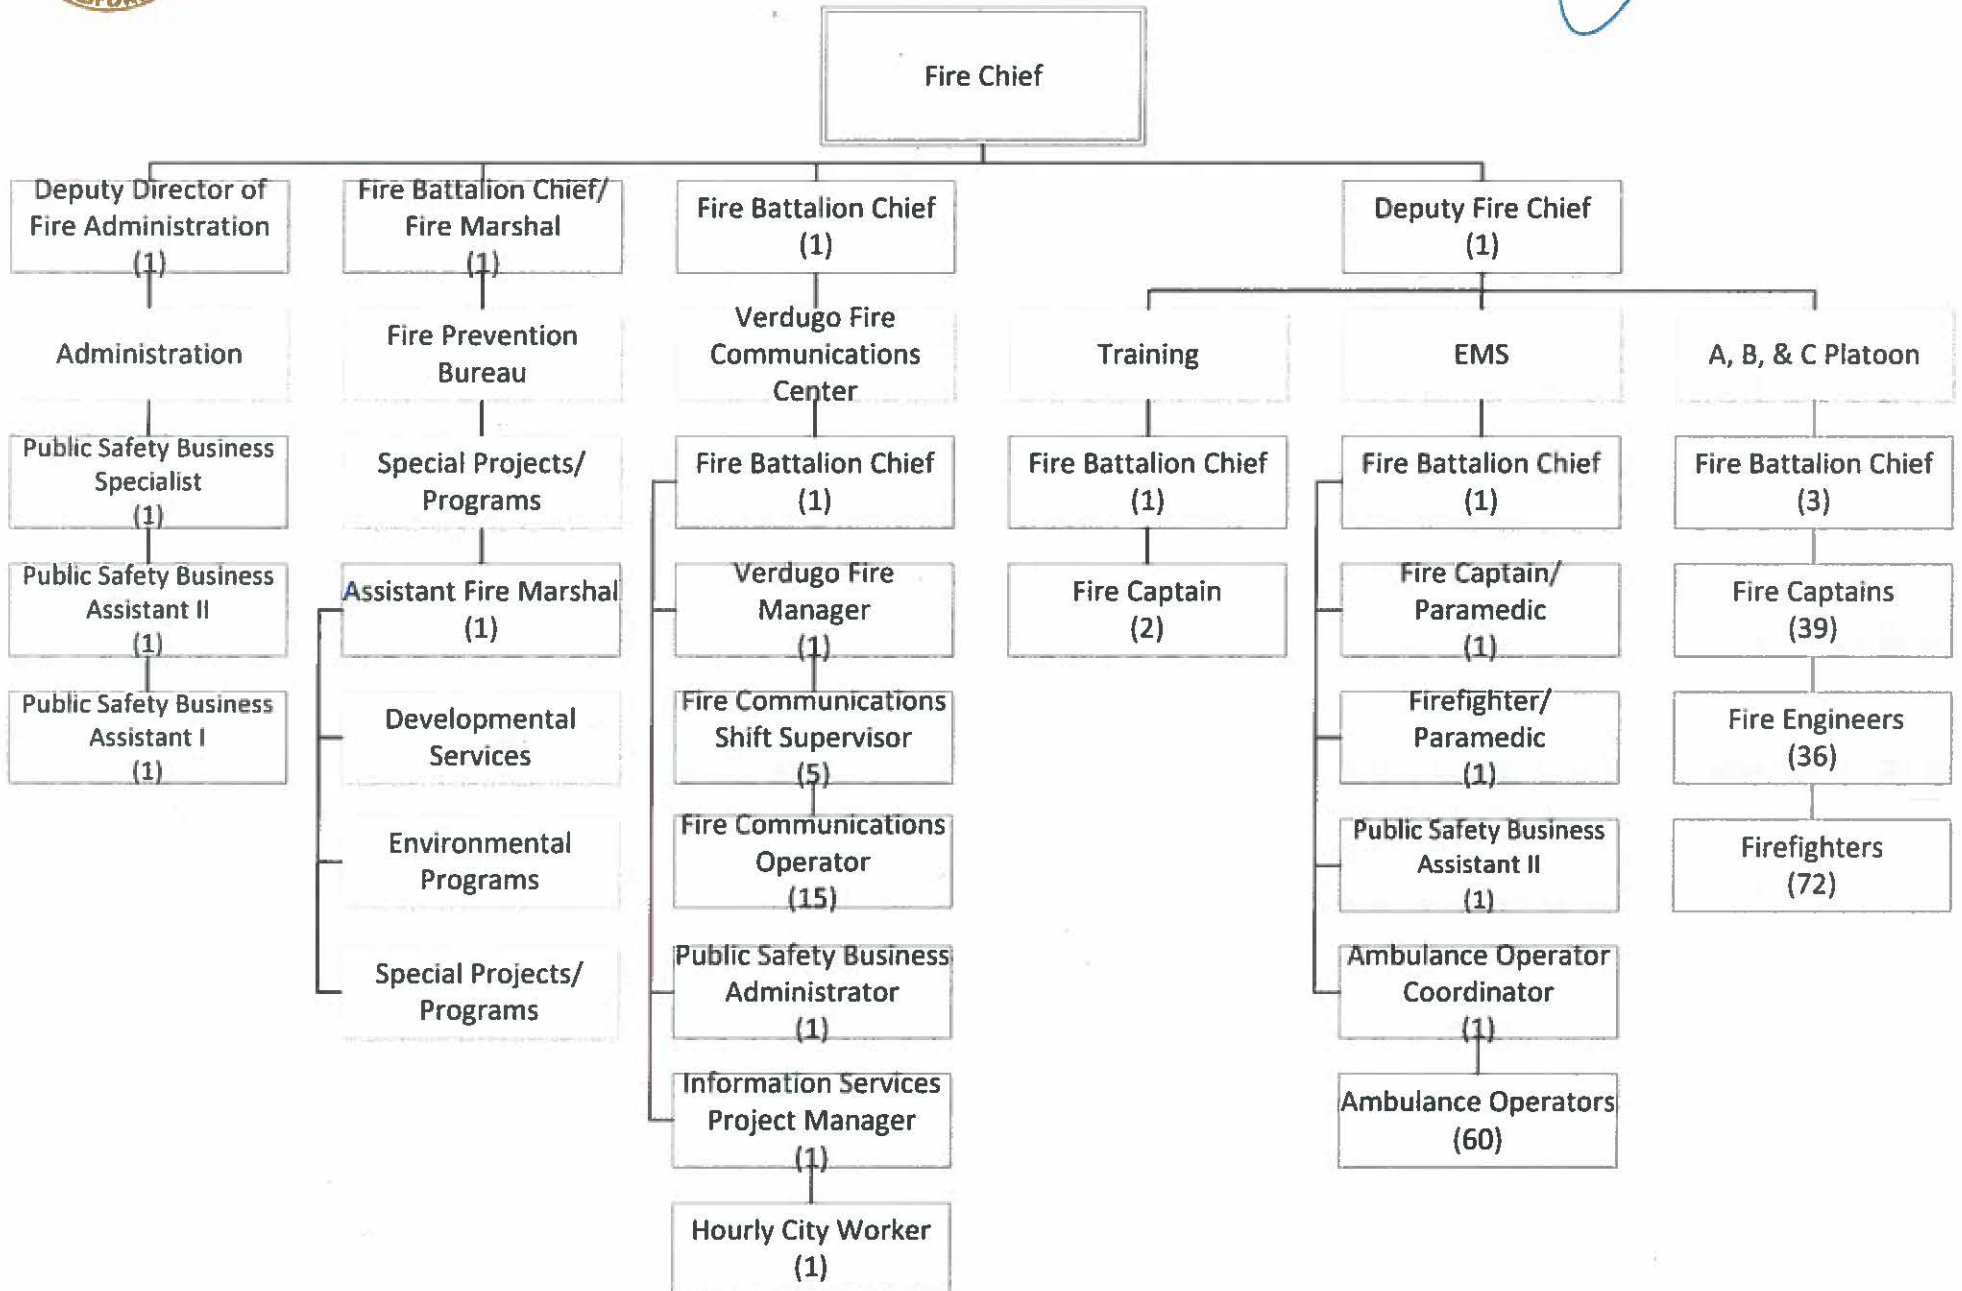 Fire Chief
Deputy Director of
Fire Administration
(1)
Fire Battalion Chief/
Fire Marshal
(1)
Fire Battalion Chief
(1)
Deputy Fire Chief
(1)
Administration
Fire Prevention
Bureau
Verdugo Fire
Communications
Center
Training
EMS
A, B, & C Platoon
Public Safety Business
Specialist
(1)
Special Projects/
Programs
Fire Battalion Chief
(1)
Fire Battalion Chief
(1)
Fire Battalion Chief
(1)
Fire Battalion Chief
(3)
Public Safety Business
Assistant II
(1)
Assistant Fire Marshal
(1)
Verdugo Fire
Manager
(1)
Fire Captain
(2)
Fire Captain/
Paramedic
(1)
Fire Captains
(39)
Public Safety Business
Assistant I
(1)
Developmental
Services
Fire Communications
Shift Supervisor
(5)
Firefighter/
Paramedic
(1)
Fire Engineers
(36)
Environmental
Programs
Fire Communications
Operator
(15)
Public Safety Business
Assistant II
(1)
Firefighters
(72)
Special Projects/
Programs
Public Safety Business
Administrator
(1)
Ambulance Operator
Coordinator
(1)
Information Services
Project Manager
(1)
Ambulance Operators
(60)
Hourly City Worker
(1)